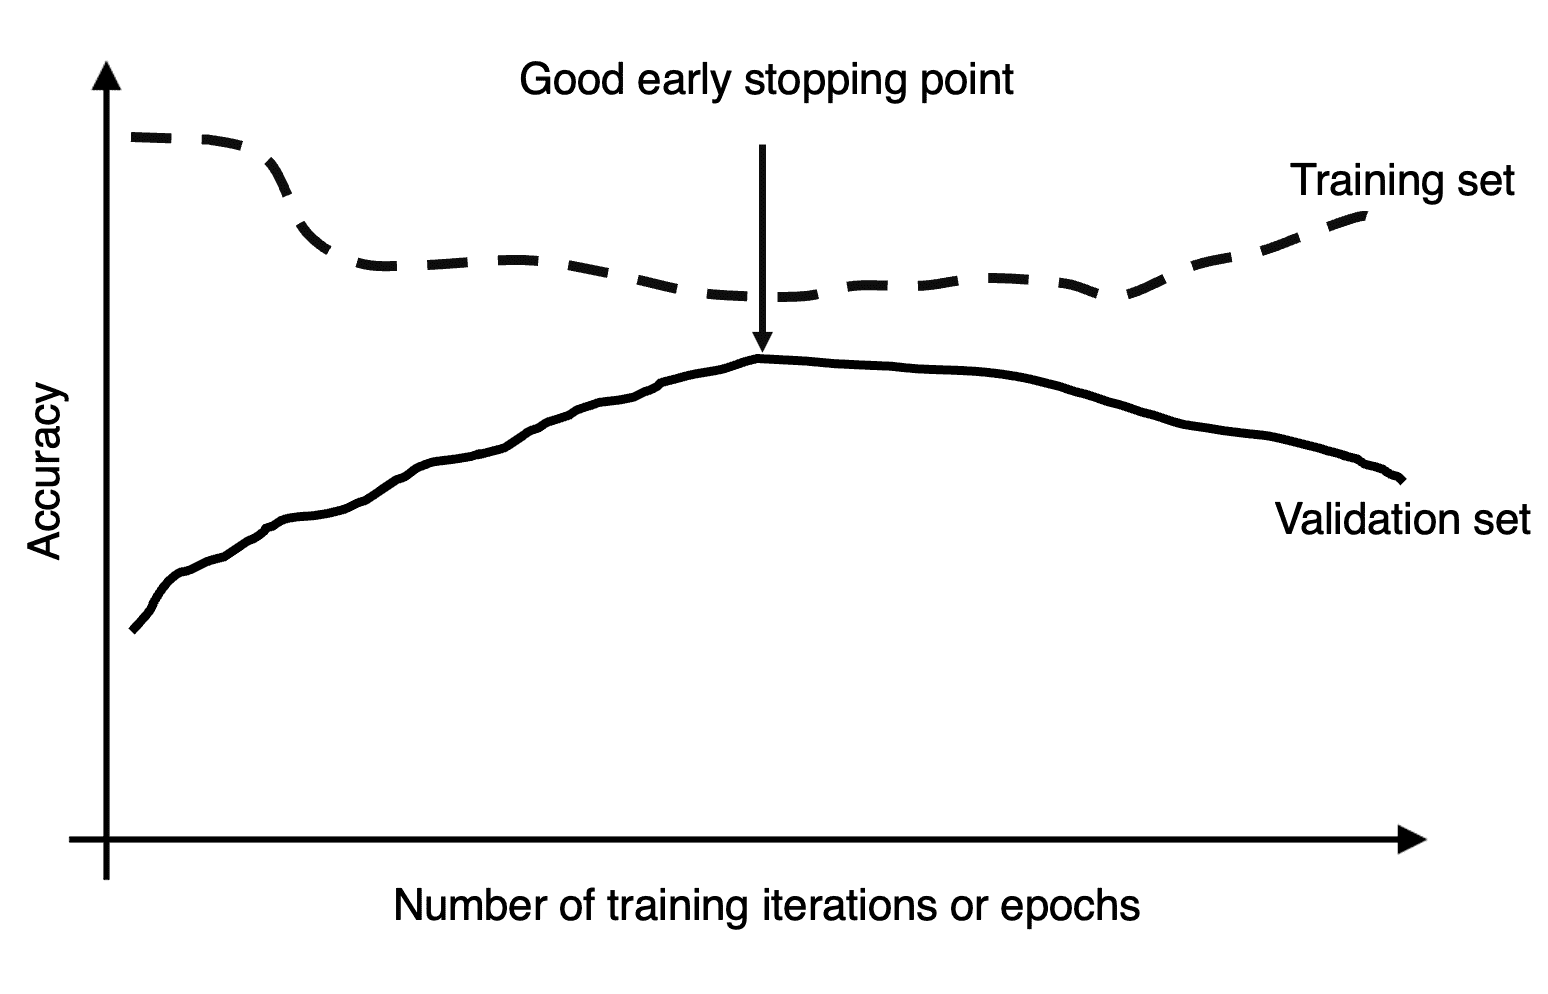 Good early stopping point
Training set
Accuracy
Validation set
Number of training iterations or epochs